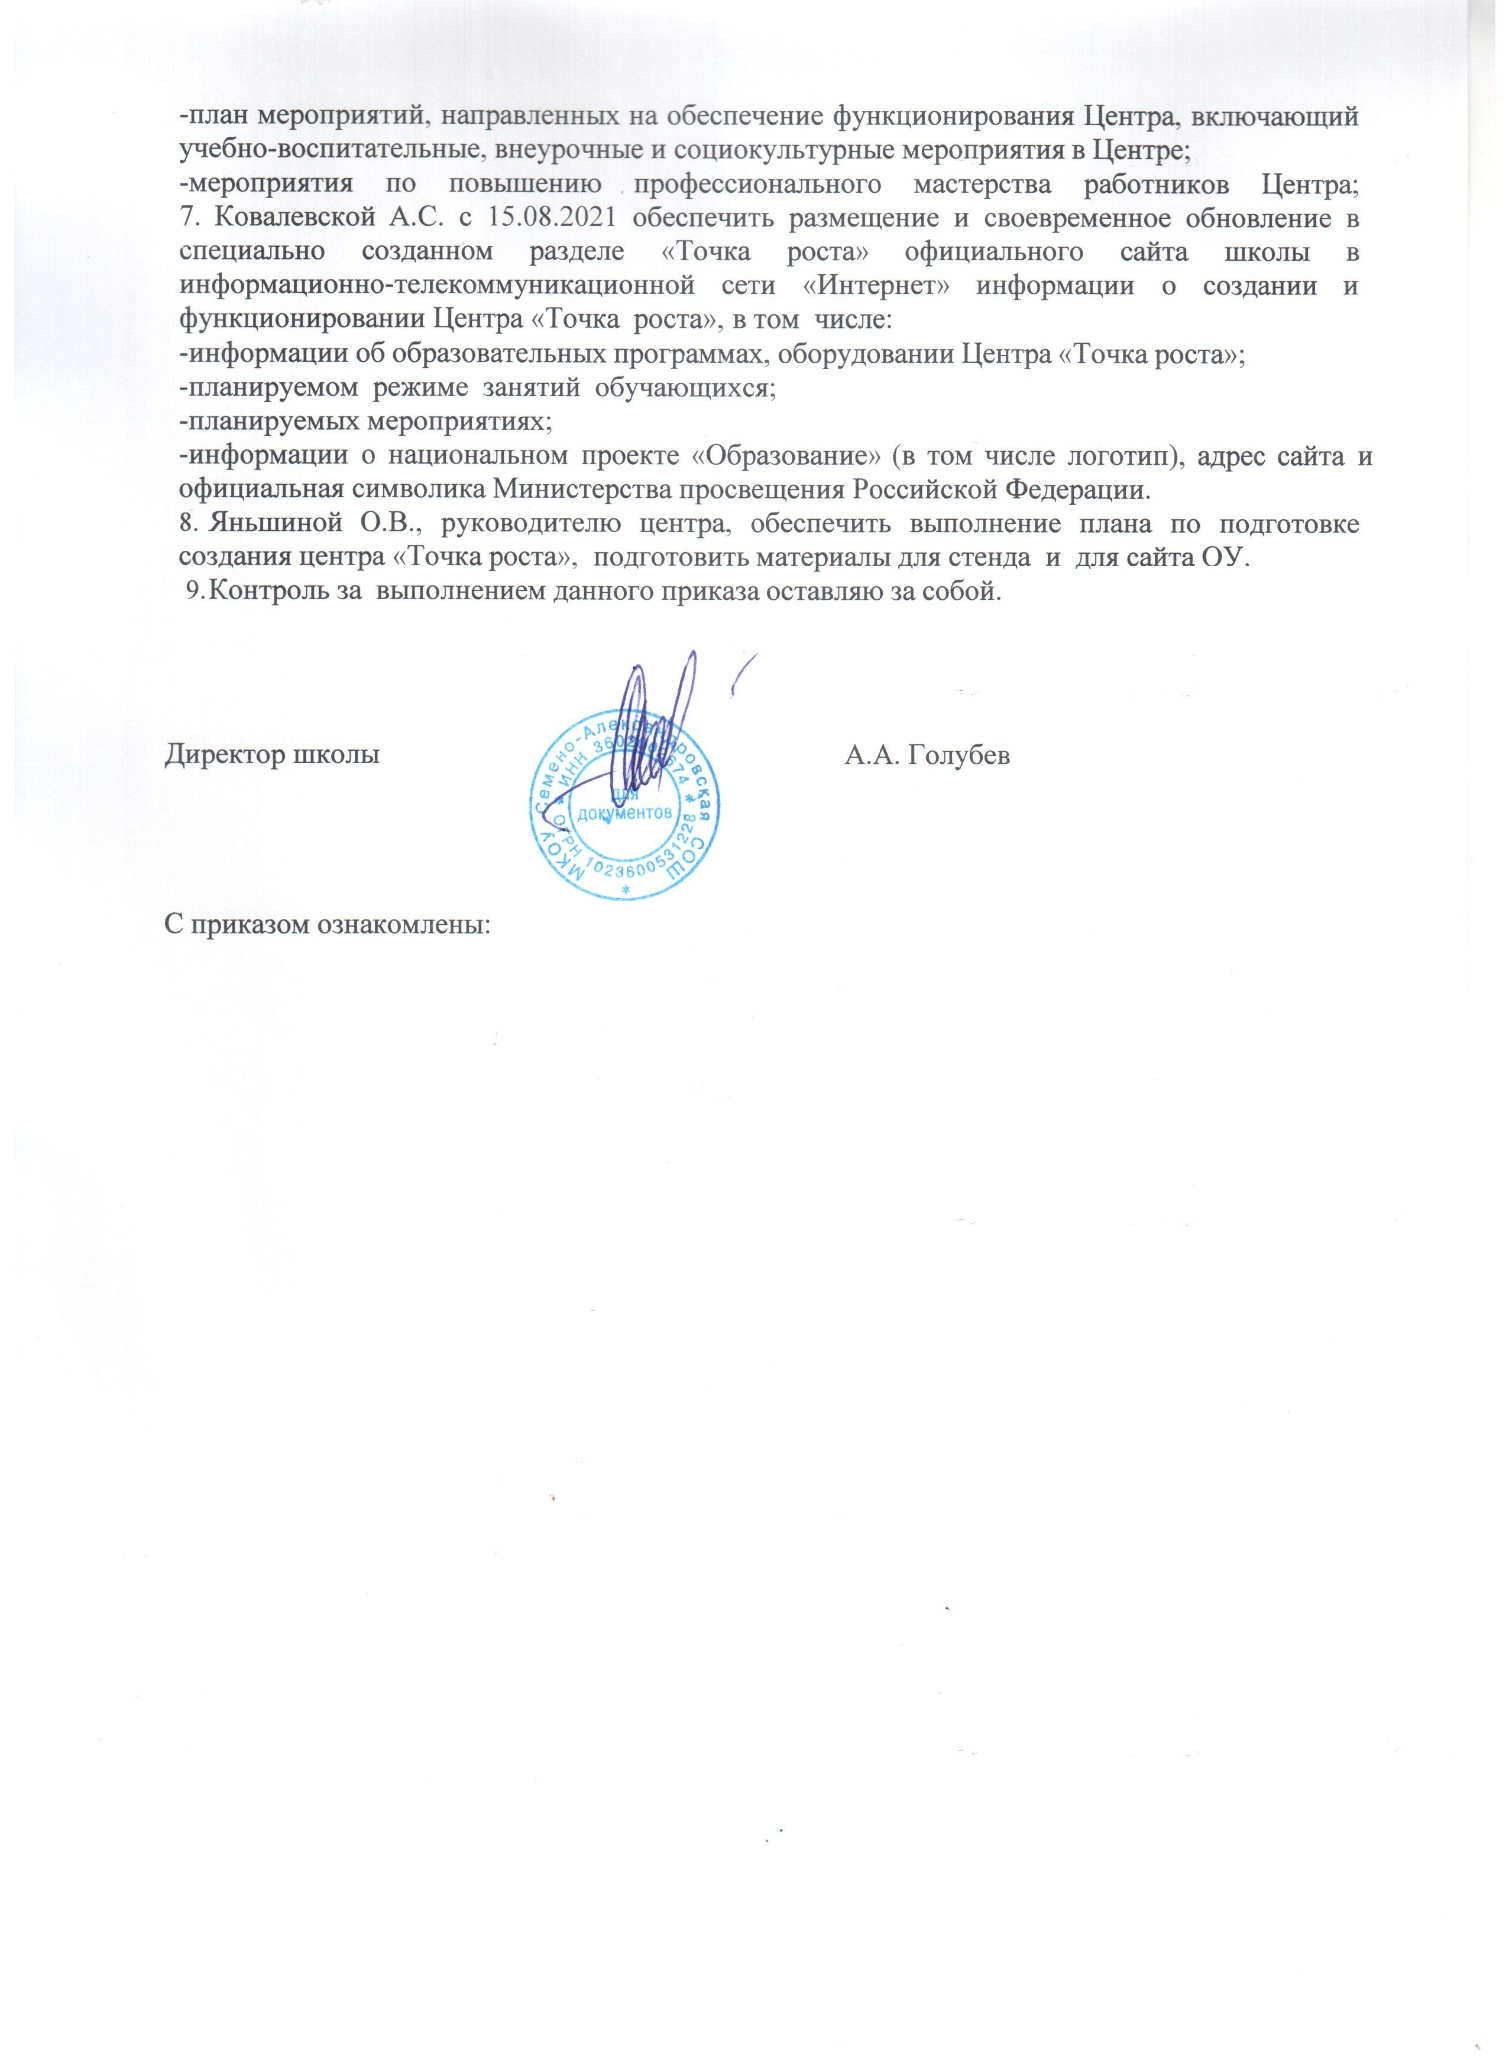 -план мероприятий, направленных на обеспечение функционирования Центра, включающий
учебно-воспитательные, внеурочные и социокультурные мероприятия в Центре;
-мероприятия по повышению профессионального мастерства работников Центра;
7. Ковалевской А.С. с 15.08.2021 обеспечить размещение и своевременное обновление в
специально созданном разделе «Точка роста» официального сайта школы в
информационно-телекоммуникационной сети «Интернет» информации о создании и
функционировании Центра «Точка роста», в том числе:
-информации об образовательных программах, оборудовании Центра «Точка роста»;
-планируемом режиме занятий обучающихся;
-планируемых мероприятиях;
-информации о национальном проекте «Образование» (в том числе логотип), адрес сайта и
официальная символика Министерства просвещения Российской Федерации.
8. Яньшиной О.В., руководителю центра, обеспечить выполнение плана по подготовке
создания центра «Точка роста», подготовить материалы для стенда и для сайта ОУ.
9.Контроль за выполнением данного приказа оставляю за собой.
Директор школы А.А. Голубев
МКОУ Семено-Александровская СОШ
* ИНН
* ОГРН 1023600531228 *
для
документов
С приказом ознакомлены: